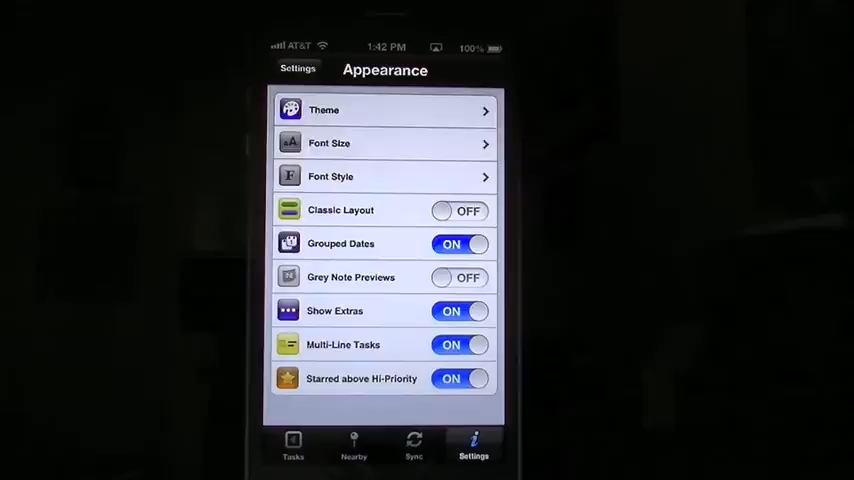 AT&T 1:42 PM 100%
Settings Appearance
Theme
aA Font Size
F Font Style
Classic Layout OFF
Grouped Dates ON
Grey Note Previews OFF
Show Extras ON
Multi-Line Tasks ON
Starred above Hi-Priority ON
Tasks Nearby Sync Settings